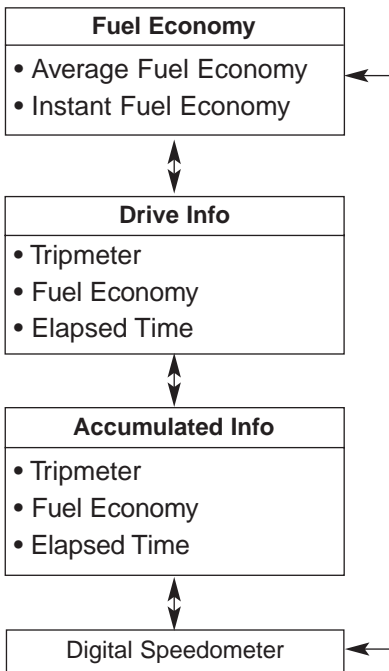 Fuel Economy
• Average Fuel Economy
• Instant Fuel Economy
Drive Info
• Tripmeter
• Fuel Economy
• Elapsed Time
Accumulated Info
• Tripmeter
• Fuel Economy
• Elapsed Time
Digital Speedometer